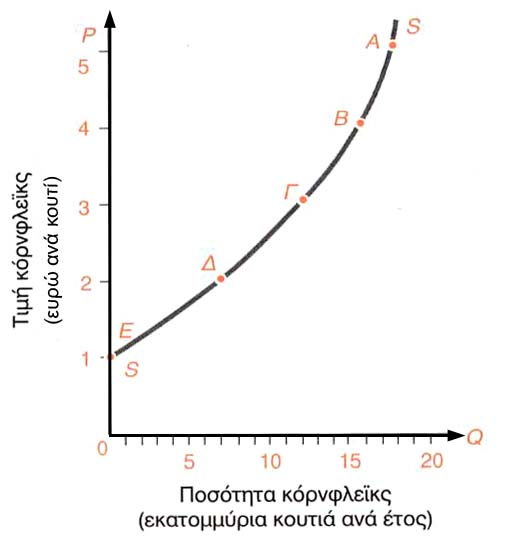 P
S
A
5
B
4
Γ
3
Δ
2
E
1
S
0
5
10
15
20
Q
Τιμή κόρνφλεϊκς
(ευρώ ανά κουτί)
Ποσότητα κόρνφλεϊκς
(εκατομμύρια κουτιά ανά έτος)